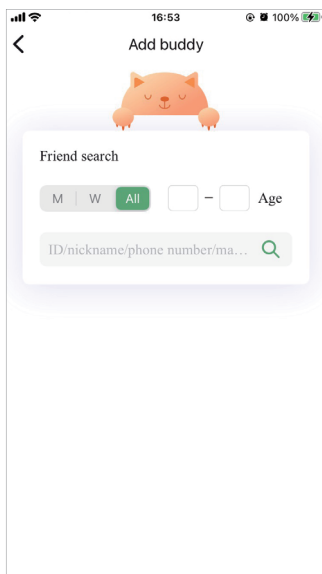 16:53
100%
Add buddy
Friend search
M W All – Age
ID/nickname/phone number/ma...